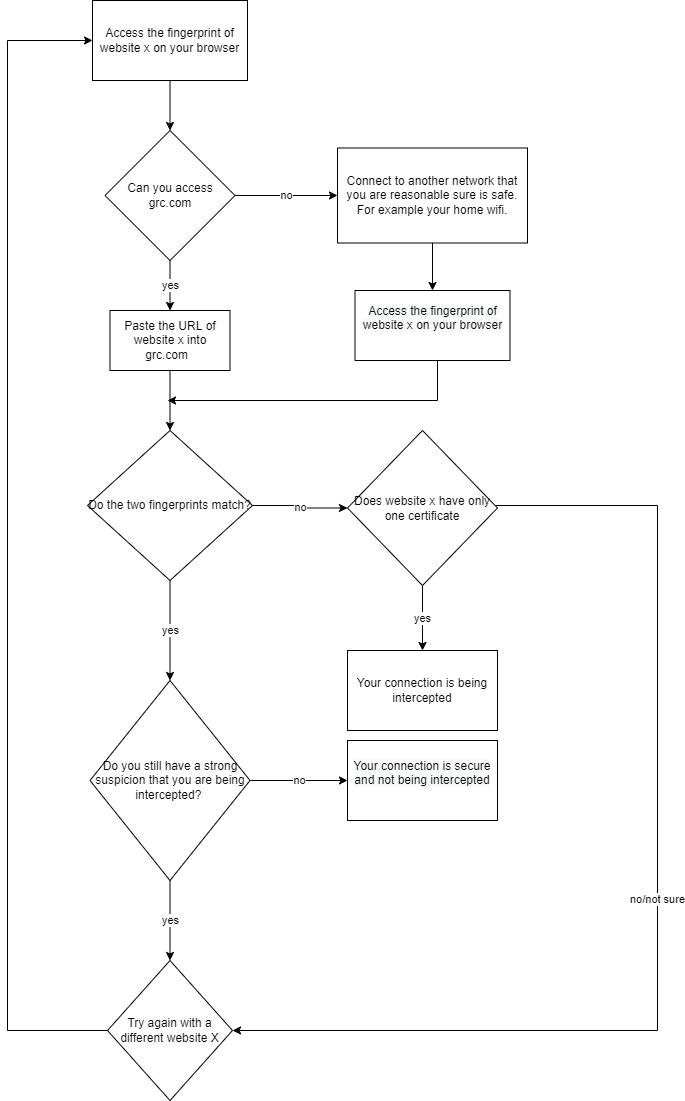 Access the fingerprint of
website x on your browser
Can you access
grc.com
no
Connect to another network that
you are reasonable sure is safe.
For example your home wifi.
yes
Paste the URL of
website x into
grc.com
Access the fingerprint of
website x on your browser
Do the two fingerprints match?
no
Does website x have only
one certificate
yes
yes
Your connection is being
intercepted
Do you still have a strong
suspicion that you are being
intercepted?
no
Your connection is secure
and not being intercepted
no/not sure
yes
Try again with a
different website X